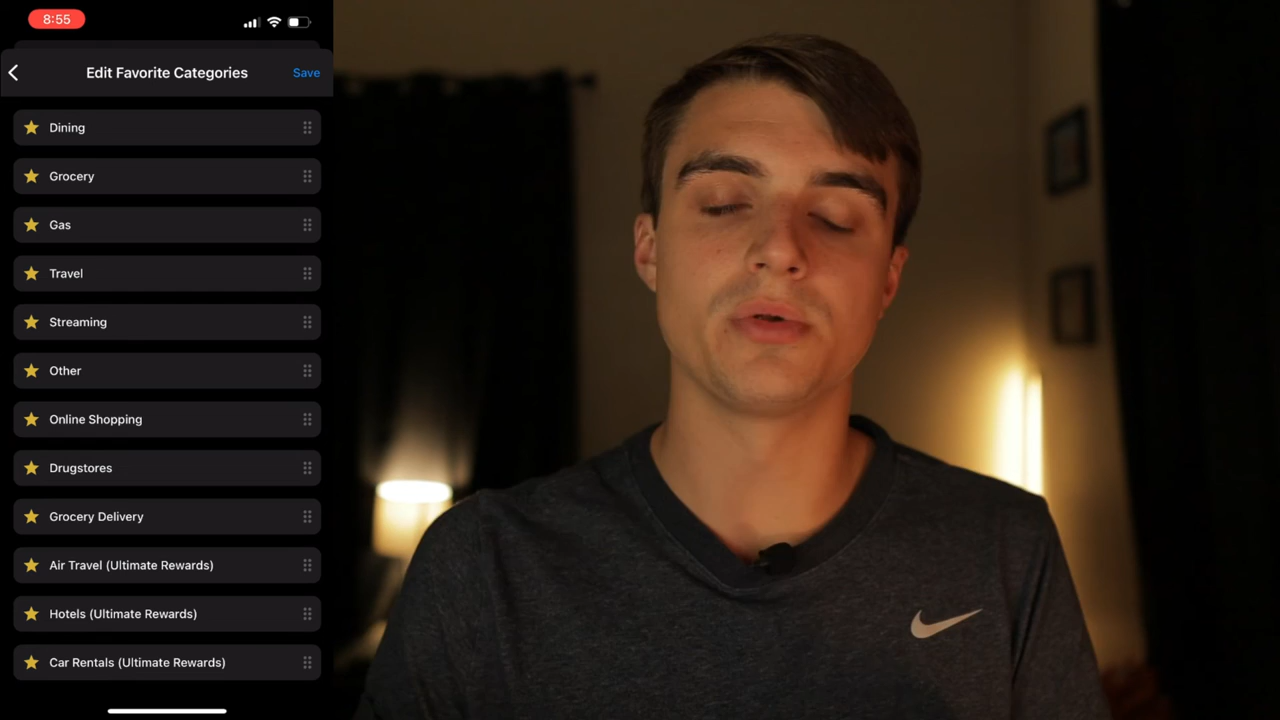 8:55
Edit Favorite Categories
Save
Dining
Grocery
Gas
Travel
Streaming
Other
Online Shopping
Drugstores
Grocery Delivery
Air Travel (Ultimate Rewards)
Hotels (Ultimate Rewards)
Car Rentals (Ultimate Rewards)